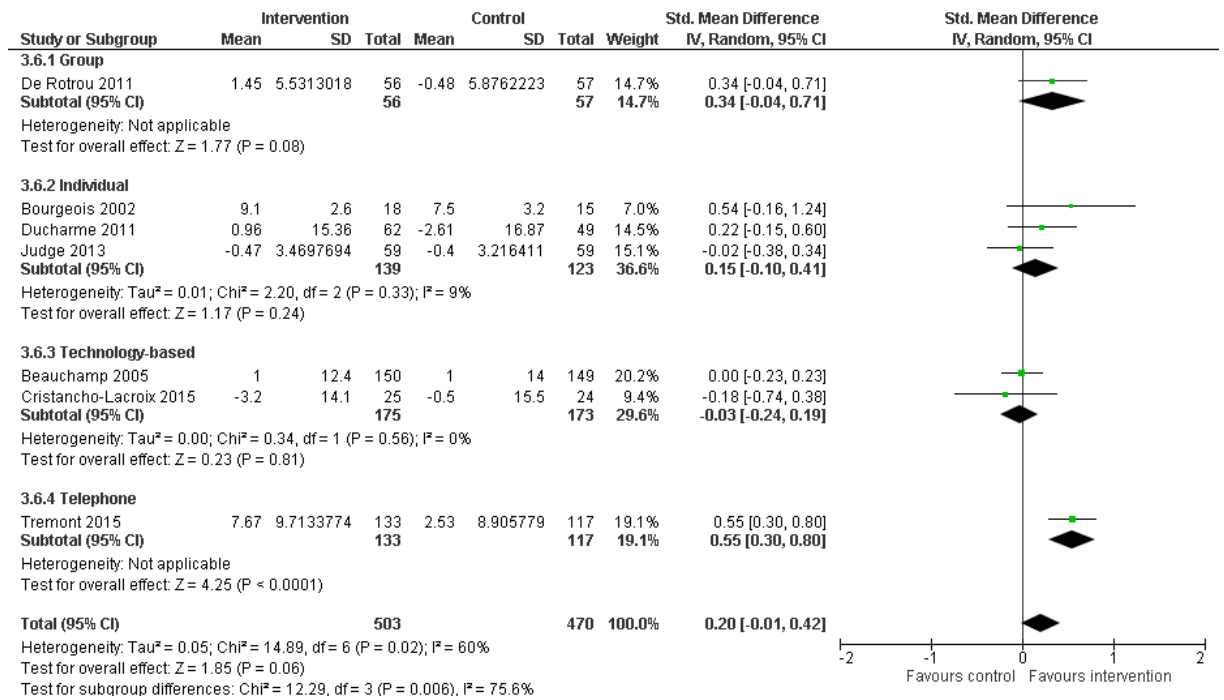 Intervention Control Std. Mean Difference Std. Mean Difference
Study or Subgroup Mean SD Total Mean SD Total Weight IV, Random, 95% CI IV, Random, 95% CI
3.6.1 Group
De Rotrou 2011 1.45 5.5313018 56 -0.48 5.8762223 57 14.7% 0.34 [-0.04, 0.71]
Subtotal (95% CI) 56 57 14.7% 0.34 [-0.04, 0.71]
Heterogeneity: Not applicable
Test for overall effect: Z = 1.77 (P = 0.08)
3.6.2 Individual
Bourgeois 2002 9.1 2.6 18 7.5 3.2 15 7.0% 0.54 [-0.16, 1.24]
Ducharme 2011 0.96 15.36 62 -2.61 16.87 49 14.5% 0.22 [-0.15, 0.60]
Judge 2013 -0.47 3.4697694 59 -0.4 3.216411 59 15.1% -0.02 [-0.38, 0.34]
Subtotal (95% CI) 139 123 36.6% 0.15 [-0.10, 0.41]
Heterogeneity: Tau² = 0.01; Chi² = 2.20, df = 2 (P = 0.33); I² = 9%
Test for overall effect: Z = 1.17 (P = 0.24)
3.6.3 Technology-based
Beauchamp 2005 1 12.4 150 1 14 149 20.2% 0.00 [-0.23, 0.23]
Cristancho-Lacroix 2015 -3.2 14.1 25 -0.5 15.5 24 9.4% -0.18 [-0.74, 0.38]
Subtotal (95% CI) 175 173 29.6% -0.03 [-0.24, 0.19]
Heterogeneity: Tau² = 0.00; Chi² = 0.34, df = 1 (P = 0.56); I² = 0%
Test for overall effect: Z = 0.23 (P = 0.81)
3.6.4 Telephone
Tremont 2015 7.67 9.7133774 133 2.53 8.905779 117 19.1% 0.55 [0.30, 0.80]
Subtotal (95% CI) 133 117 19.1% 0.55 [0.30, 0.80]
Heterogeneity: Not applicable
Test for overall effect: Z = 4.25 (P < 0.0001)
Total (95% CI) 503 470 100.0% 0.20 [-0.01, 0.42]
Heterogeneity: Tau² = 0.05; Chi² = 14.89, df = 6 (P = 0.02); I² = 60%
Test for overall effect: Z = 1.85 (P = 0.06)
Test for subgroup differences: Chi² = 12.29, df = 3 (P = 0.006), I² = 75.6%
-2 -1 0 1 2
Favours control Favours intervention